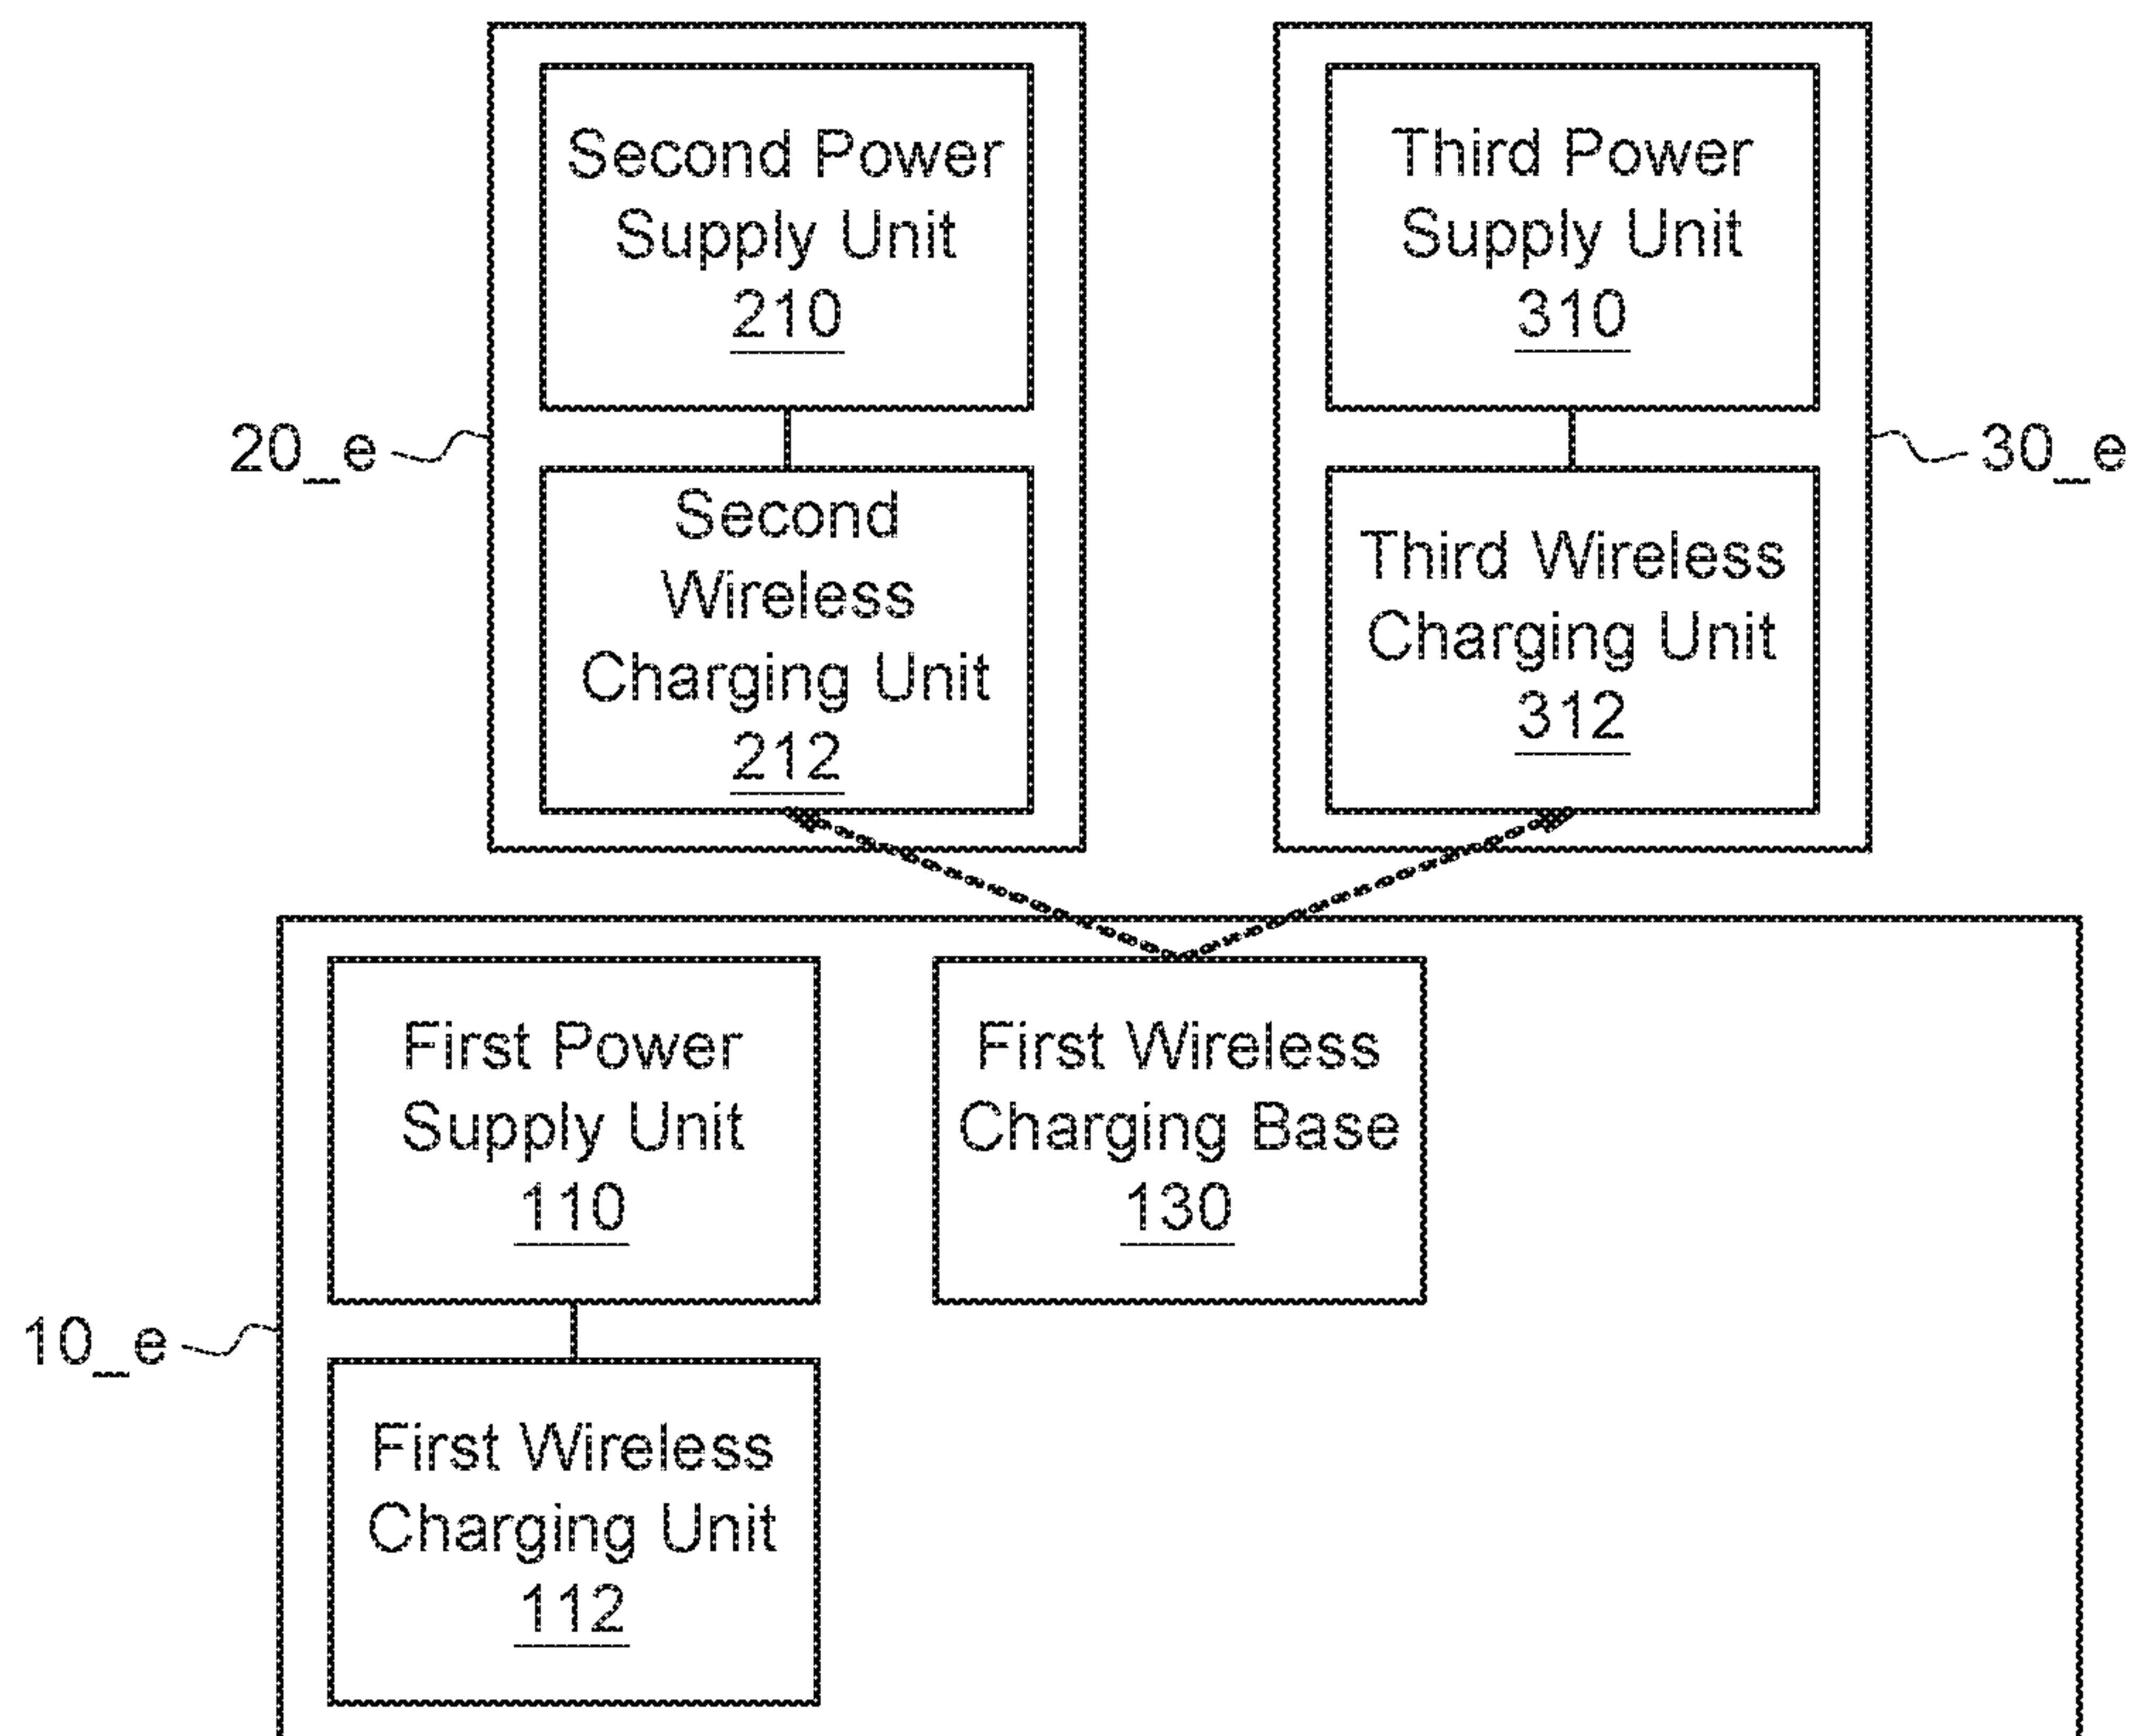 Second Power
Supply Unit
210
Third Power
Supply Unit
310
20_e
30_e
Second
Wireless
Charging Unit
212
Third Wireless
Charging Unit
312
First Power
Supply Unit
110
First Wireless
Charging Base
130
10_e
First Wireless
Charging Unit
112